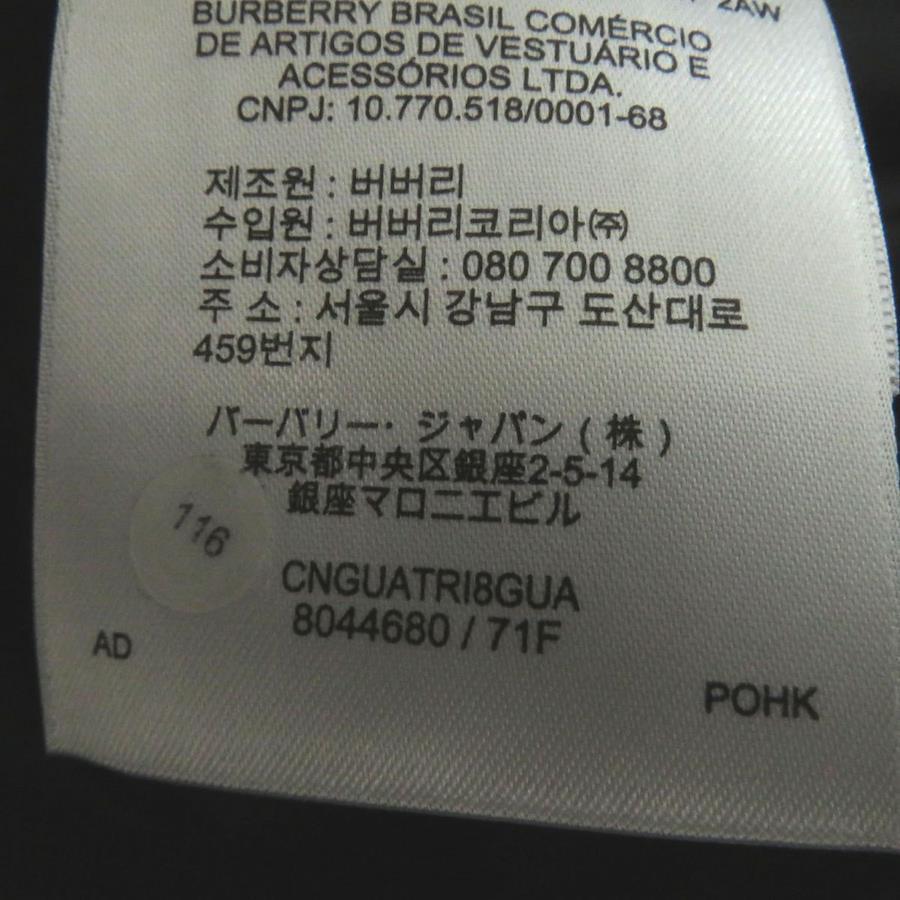 2AW
BURBERRY BRASIL COMÉRCIO
DE ARTIGOS DE VESTUÁRIO E
ACESSÓRIOS LTDA.
CNPJ: 10.770.518/0001-68
제조원 : 버버리
수입원 : 버버리코리아㈜
소비자상담실 : 080 700 8800
주 소 : 서울시 강남구 도산대로
459번지
バーバリー・ジャパン ( 株 )
東京都中央区銀座2-5-14
銀座マロニエビル
116
CNGUATRI8GUA
8044680 / 71F
AD
POHK